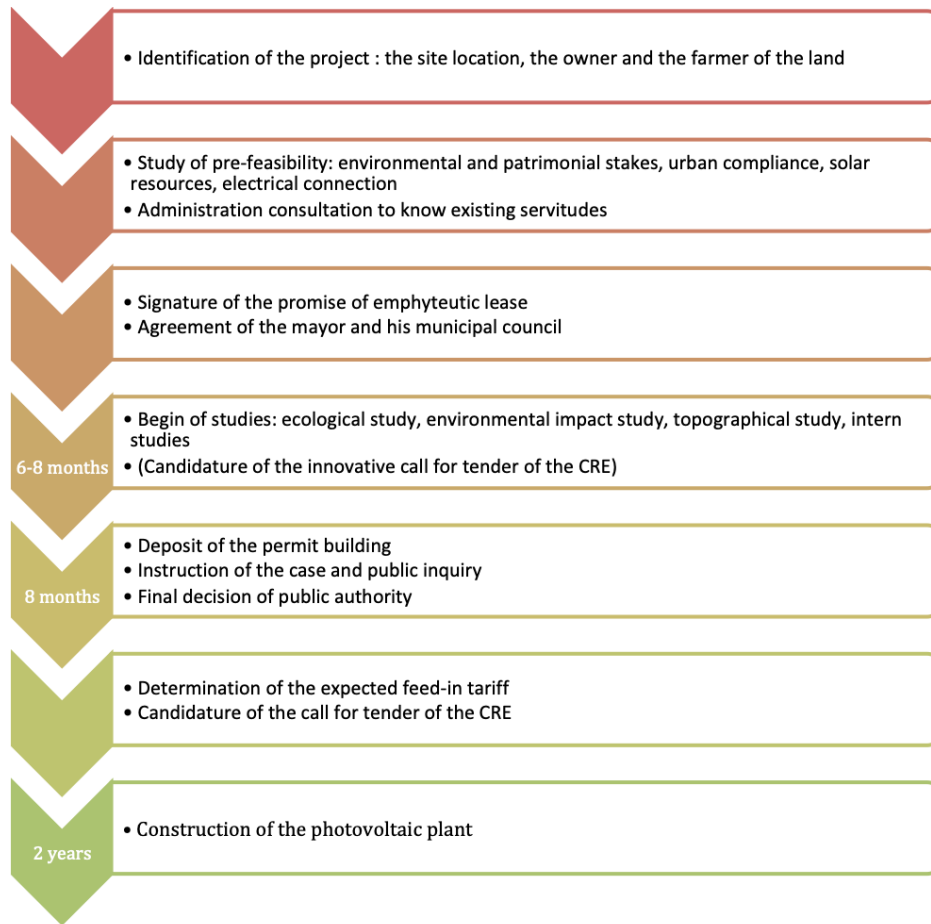 • Identification of the project : the site location, the owner and the farmer of the land
• Study of pre-feasibility: environmental and patrimonial stakes, urban compliance, solar
resources, electrical connection
• Administration consultation to know existing servitudes
• Signature of the promise of emphyteutic lease
• Agreement of the mayor and his municipal council
6-8 months
• Begin of studies: ecological study, environmental impact study, topographical study, intern
studies
• (Candidature of the innovative call for tender of the CRE)
8 months
• Deposit of the permit building
• Instruction of the case and public inquiry
• Final decision of public authority
• Determination of the expected feed-in tariff
• Candidature of the call for tender of the CRE
2 years
• Construction of the photovoltaic plant